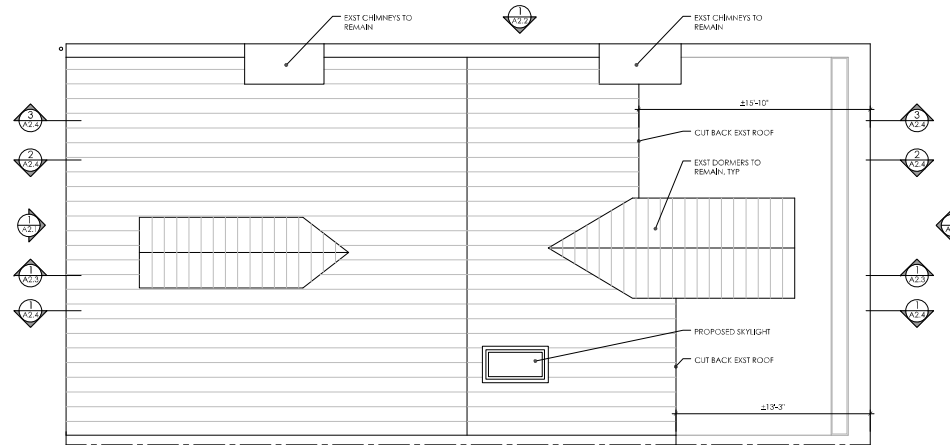 EXST CHIMNEYS TO
REMAIN
1
A2.2
EXST CHIMNEYS TO
REMAIN
±15'-10"
3
A2.4
3
A2.4
CUT BACK EXST ROOF
2
A2.4
2
A2.4
EXST DORMERS TO
REMAIN, TYP
1
A2.1
1
A2.3
1
A2.3
1
A2.4
1
A2.4
PROPOSED SKYLIGHT
CUT BACK EXST ROOF
±13'-3"